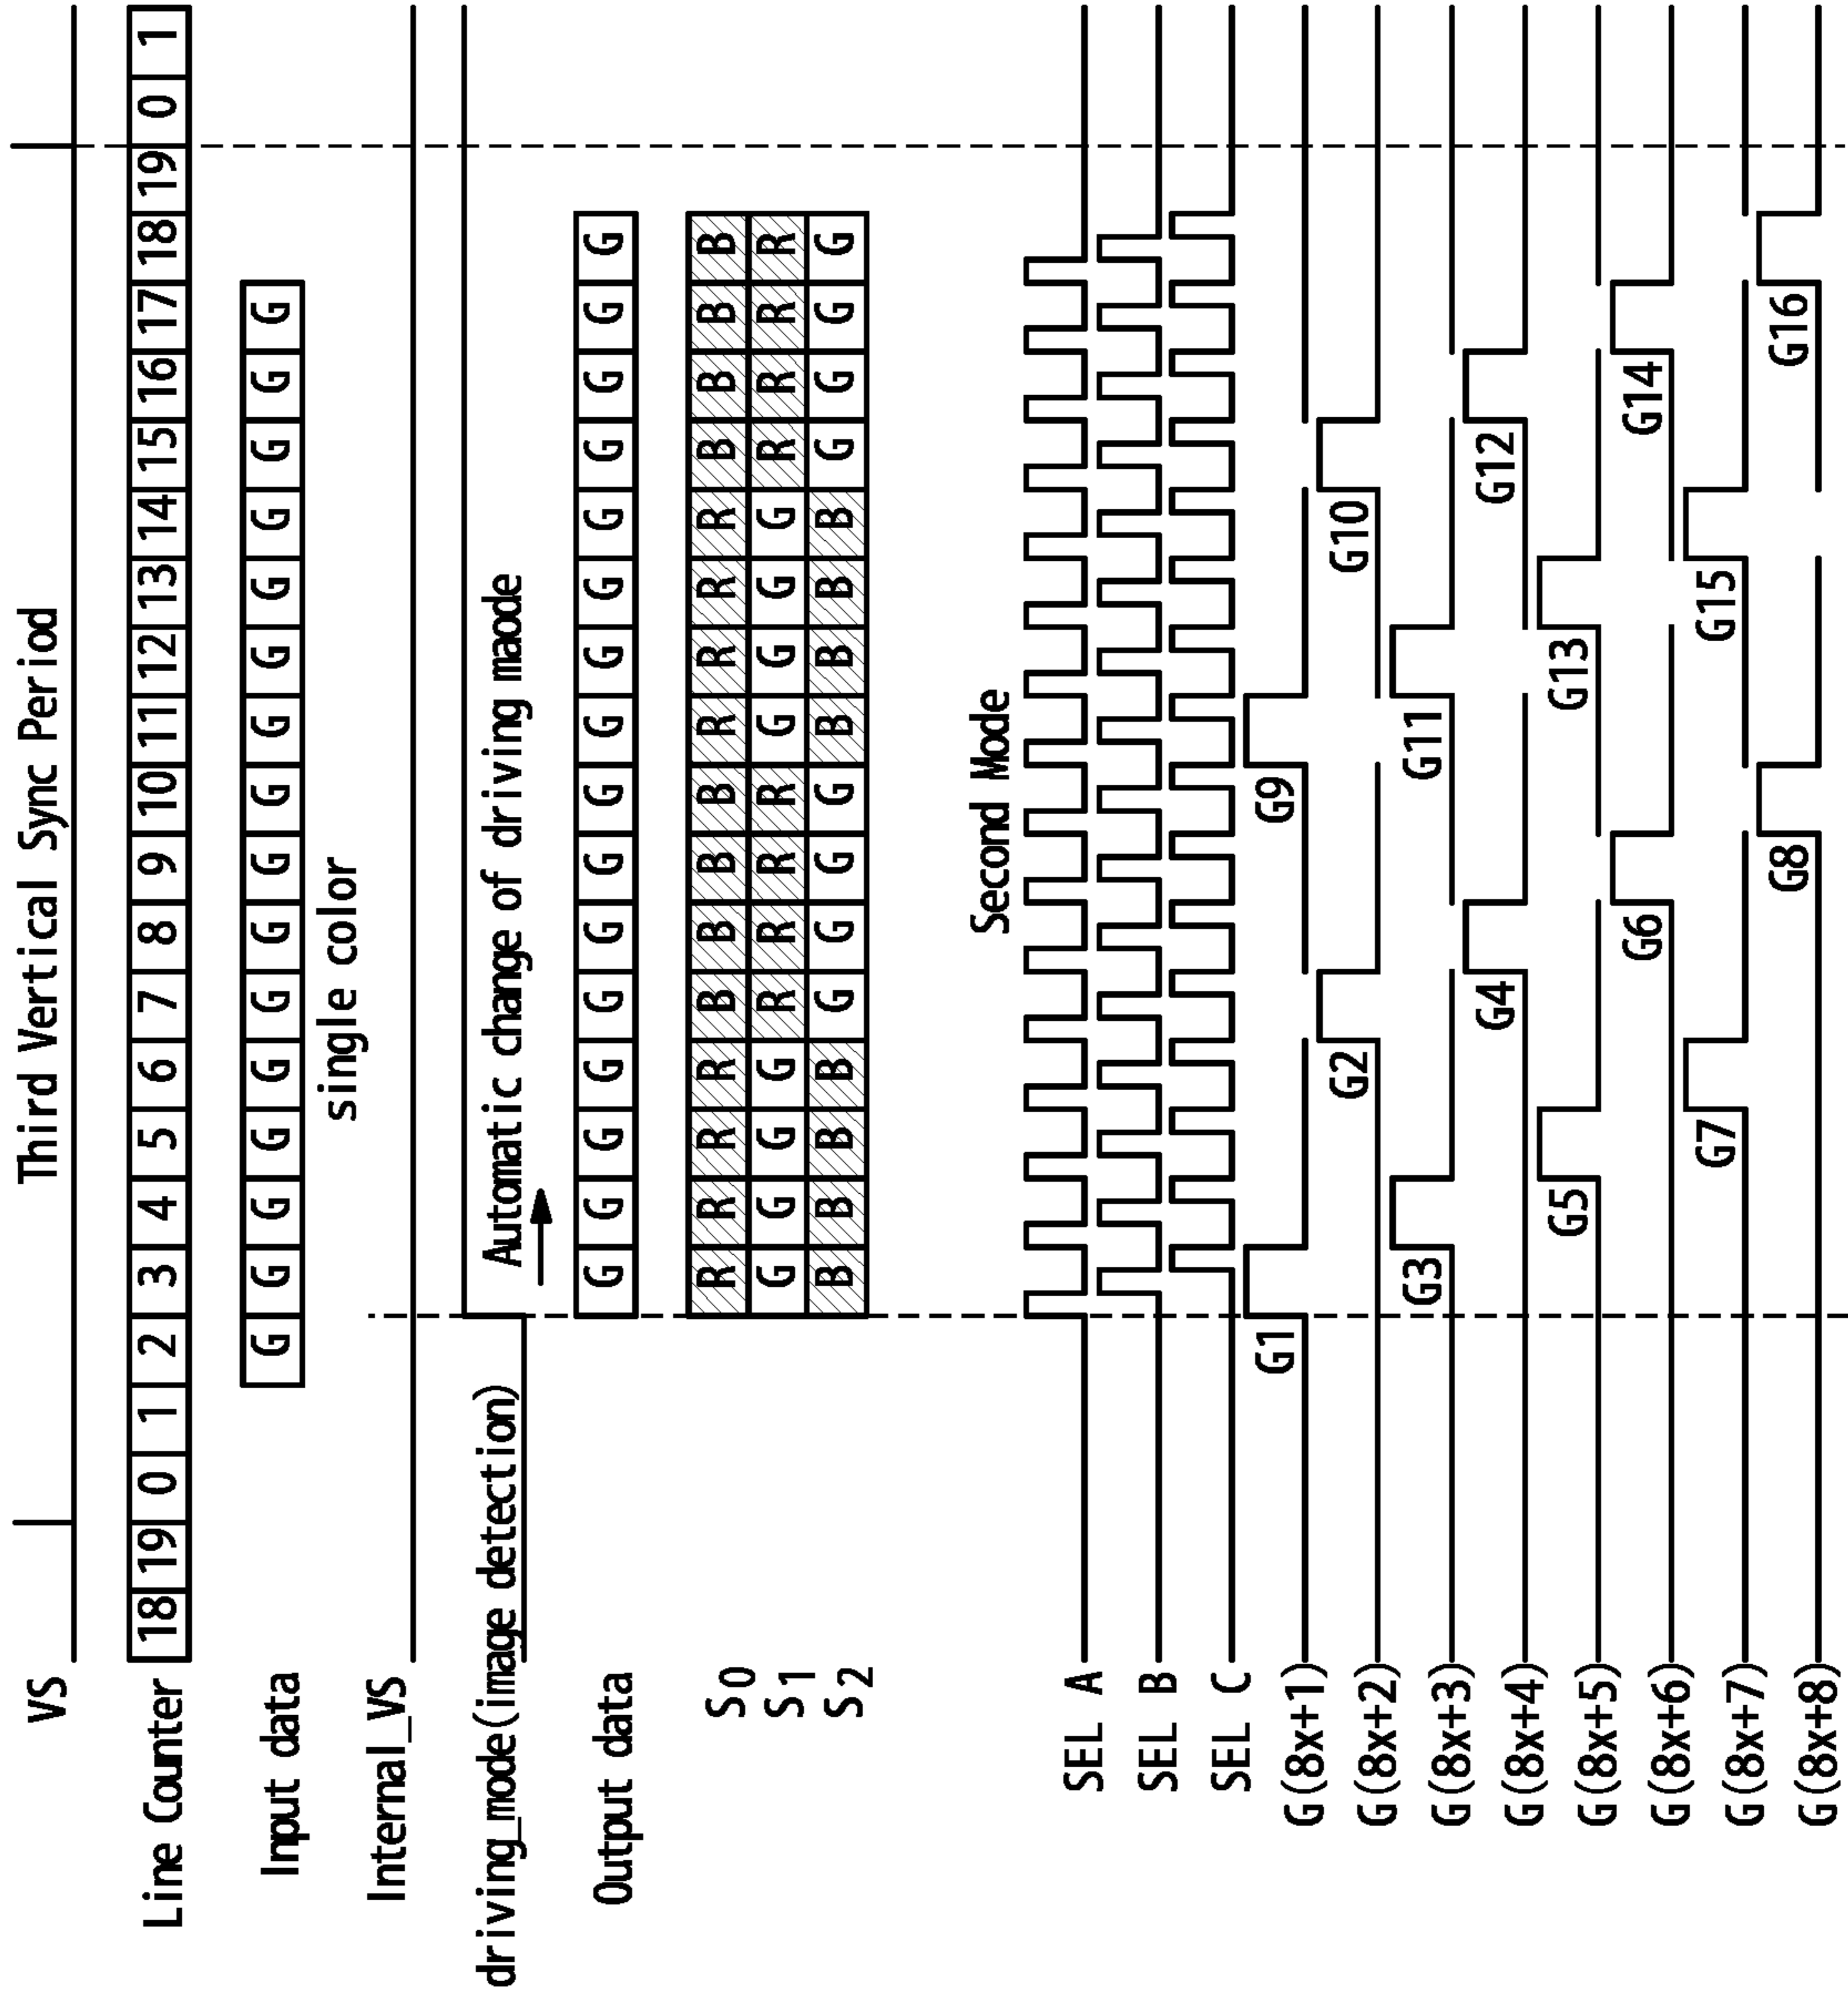 Third Vertical Sync Period
VS
Line Counter 18 19 0 1 2 3 4 5 6 7 8 9 10 11 12 13 14 15 16 17 18 19 0 1
Input data G G G G G G G G G G G G G G G G
single color
Internal_VS
driving_mode(image detection)
Automatic change of driving maode
Output data G G G G G G G G G G G G G G G G
S0 R R R R B B B B R R R R B B B B
S1 G G G G R R R R G G G G R R R R
S2 B B B B G G G G B B B B G G G G
Second Mode
SEL A
SEL B
SEL C
G(8x+1) G1 G9
G(8x+2) G2 G10
G(8x+3) G3 G11
G(8x+4) G4 G12
G(8x+5) G5 G13
G(8x+6) G6 G14
G(8x+7) G7 G15
G(8x+8) G8 G16